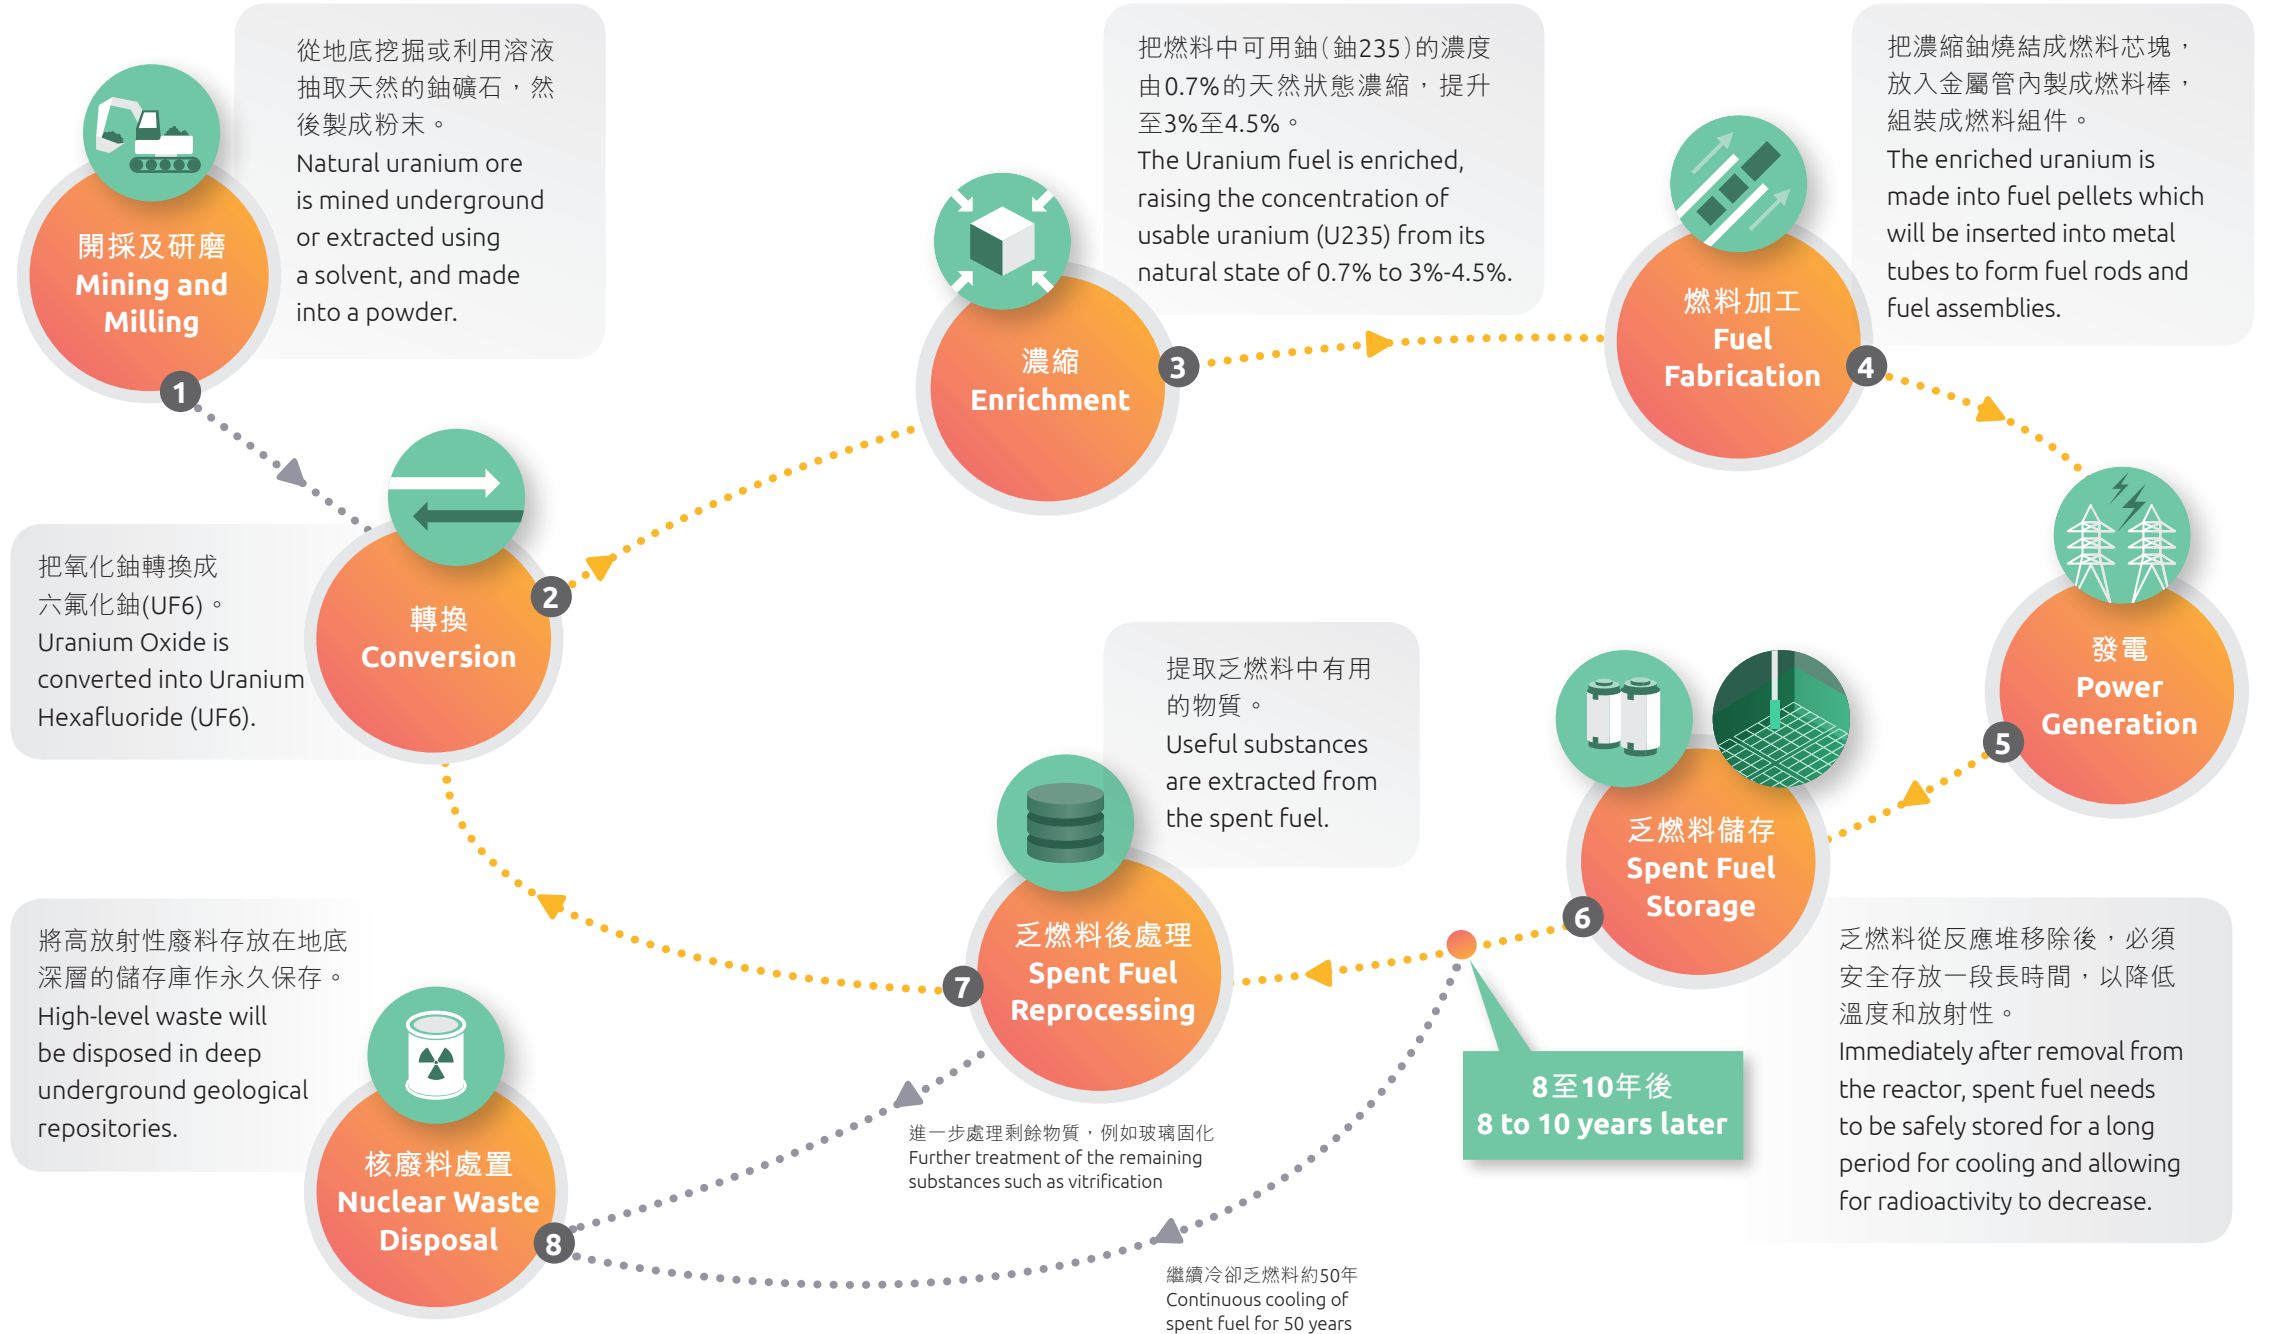 從地底挖掘或利用溶液
抽取天然的鈾礦石，然
後製成粉末。
Natural uranium ore
is mined underground
or extracted using
a solvent, and made
into a powder.
開採及研磨
Mining and
Milling
1
把氧化鈾轉換成
六氟化鈾(UF6)。
Uranium Oxide is
converted into Uranium
Hexafluoride (UF6).
轉換
Conversion
2
把燃料中可用鈾(鈾235)的濃度
由0.7%的天然狀態濃縮，提升
至3%至4.5%。
The Uranium fuel is enriched,
raising the concentration of
usable uranium (U235) from its
natural state of 0.7% to 3%-4.5%.
濃縮
Enrichment
3
把濃縮鈾燒結成燃料芯塊，
放入金屬管內製成燃料棒，
組裝成燃料組件。
The enriched uranium is
made into fuel pellets which
will be inserted into metal
tubes to form fuel rods and
fuel assemblies.
燃料加工
Fuel
Fabrication
4
發電
Power
Generation
5
乏燃料儲存
Spent Fuel
Storage
6
乏燃料從反應堆移除後，必須
安全存放一段長時間，以降低
溫度和放射性。
Immediately after removal from
the reactor, spent fuel needs
to be safely stored for a long
period for cooling and allowing
for radioactivity to decrease.
8至10年後
8 to 10 years later
提取乏燃料中有用
的物質。
Useful substances
are extracted from
the spent fuel.
乏燃料後處理
Spent Fuel
Reprocessing
7
進一步處理剩餘物質，例如玻璃固化
Further treatment of the remaining
substances such as vitrification
繼續冷卻乏燃料約50年
Continuous cooling of
spent fuel for 50 years
將高放射性廢料存放在地底
深層的儲存庫作永久保存。
High-level waste will
be disposed in deep
underground geological
repositories.
核廢料處置
Nuclear Waste
Disposal
8